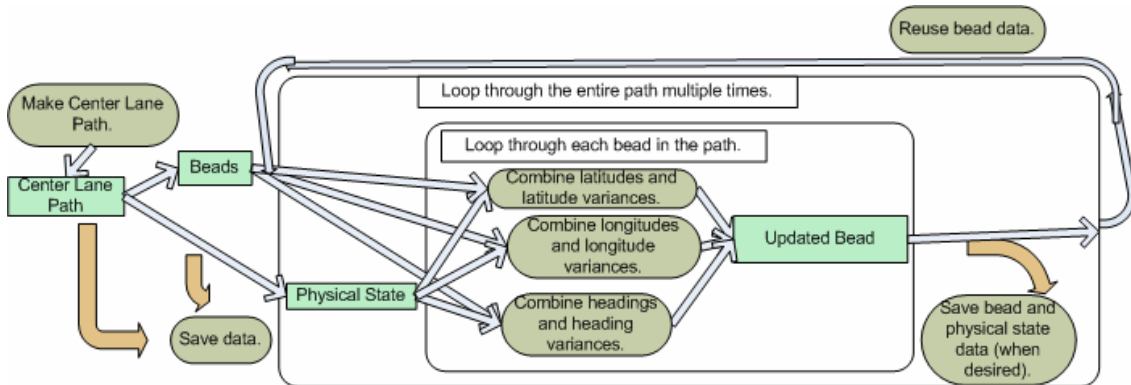 Reuse bead data.
Loop through the entire path multiple times.
Make Center Lane
Path.
Loop through each bead in the path.
Beads
Center Lane
Path
Combine latitudes and
latitude variances.
Combine longitudes
and longitude
variances.
Updated Bead
Physical State
Combine headings
and heading
variances.
Save data.
Save bead and
physical state
data (when
desired).